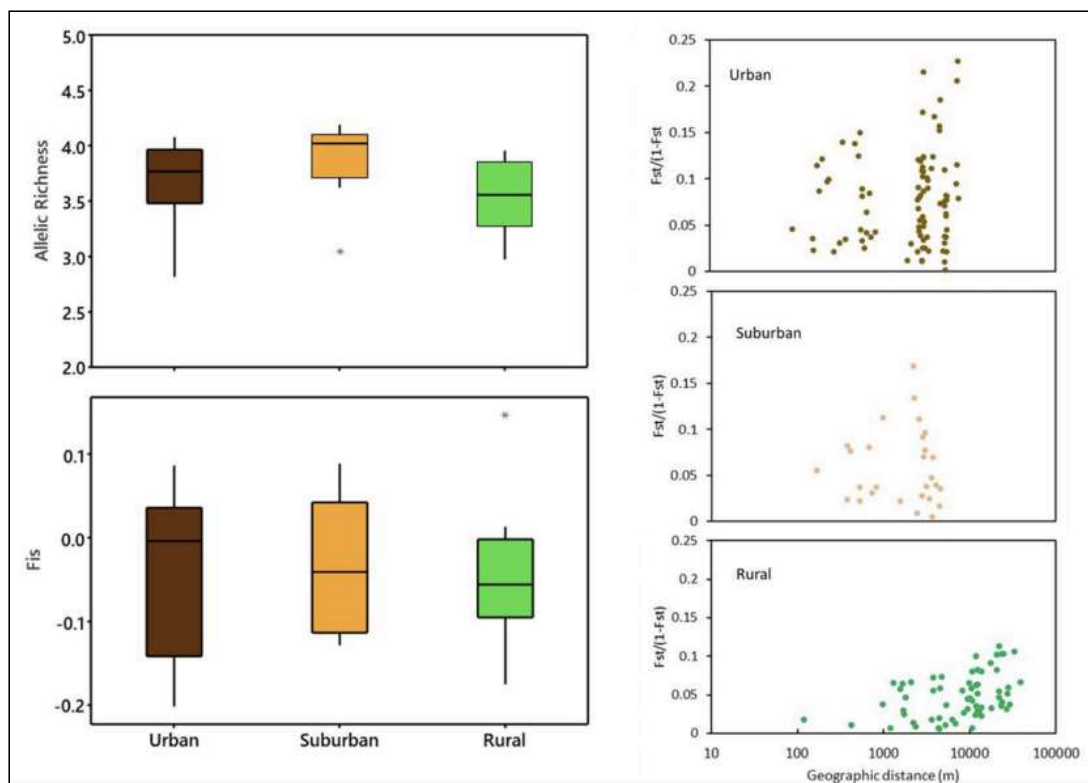 5.0
4.5
4.0
3.5
3.0
2.5
2.0
Allelic Richness
*
0.1
0.0
-0.1
-0.2
Fis
*
Urban Suburban Rural
0.25
0.2
0.15
0.1
0.05
0
Fst/(1-Fst
Urban
0.25
0.2
0.15
0.1
0.05
0
Fst/(1-Fst)
Suburban
0.25
0.2
0.15
0.1
0.05
0
Fst/(1-Fst)
Rural
10 100 1000 10000 100000
Geographic distance (m)